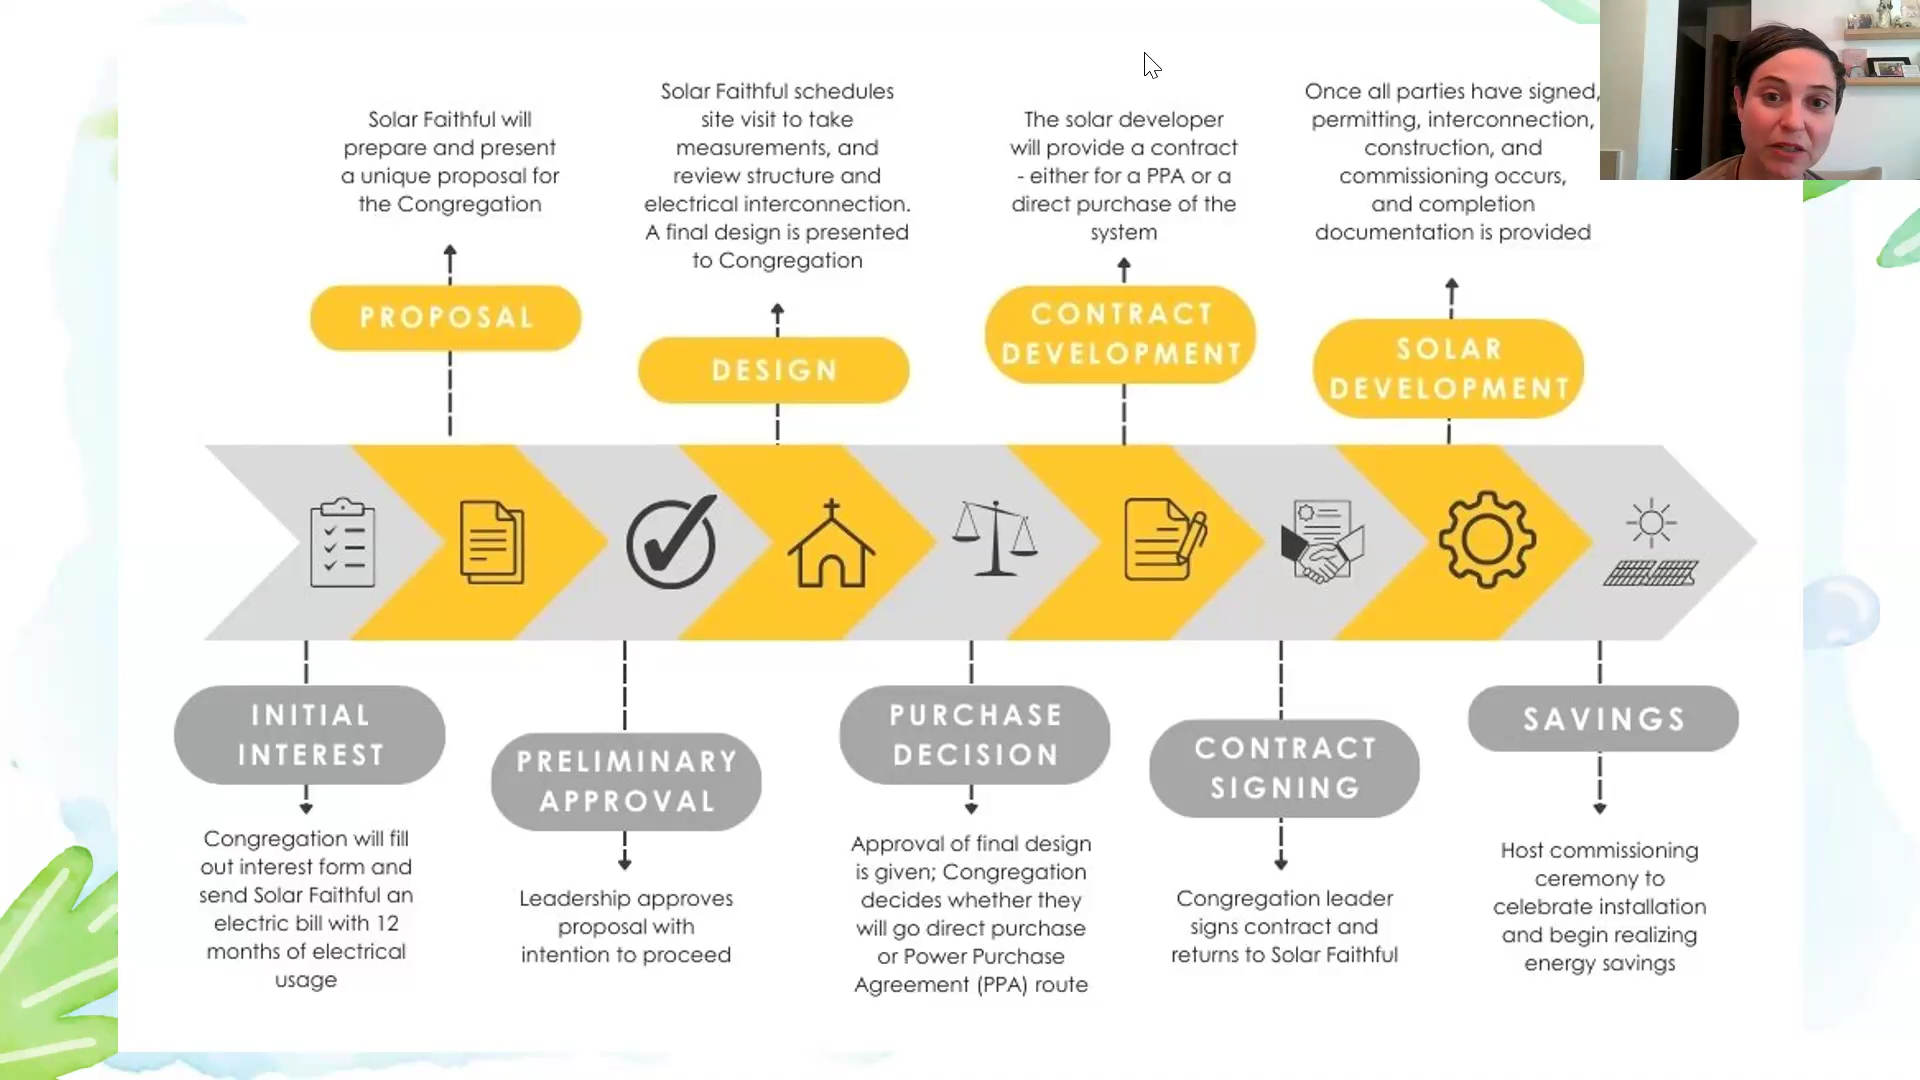 Solar Faithful will
prepare and present
a unique proposal for
the Congregation
PROPOSAL
Solar Faithful schedules
site visit to take
measurements, and
review structure and
electrical interconnection.
A final design is presented
to Congregation
DESIGN
The solar developer
will provide a contract
- either for a PPA or a
direct purchase of the
system
CONTRACT
DEVELOPMENT
Once all parties have signed,
permitting, interconnection,
construction, and
commissioning occurs,
and completion
documentation is provided
SOLAR
DEVELOPMENT
INITIAL
INTEREST
Congregation will fill
out interest form and
send Solar Faithful an
electric bill with 12
months of electrical
usage
PRELIMINARY
APPROVAL
Leadership approves
proposal with
intention to proceed
PURCHASE
DECISION
Approval of final design
is given; Congregation
decides whether they
will go direct purchase
or Power Purchase
Agreement (PPA) route
CONTRACT
SIGNING
Congregation leader
signs contract and
returns to Solar Faithful
SAVINGS
Host commissioning
ceremony to
celebrate installation
and begin realizing
energy savings